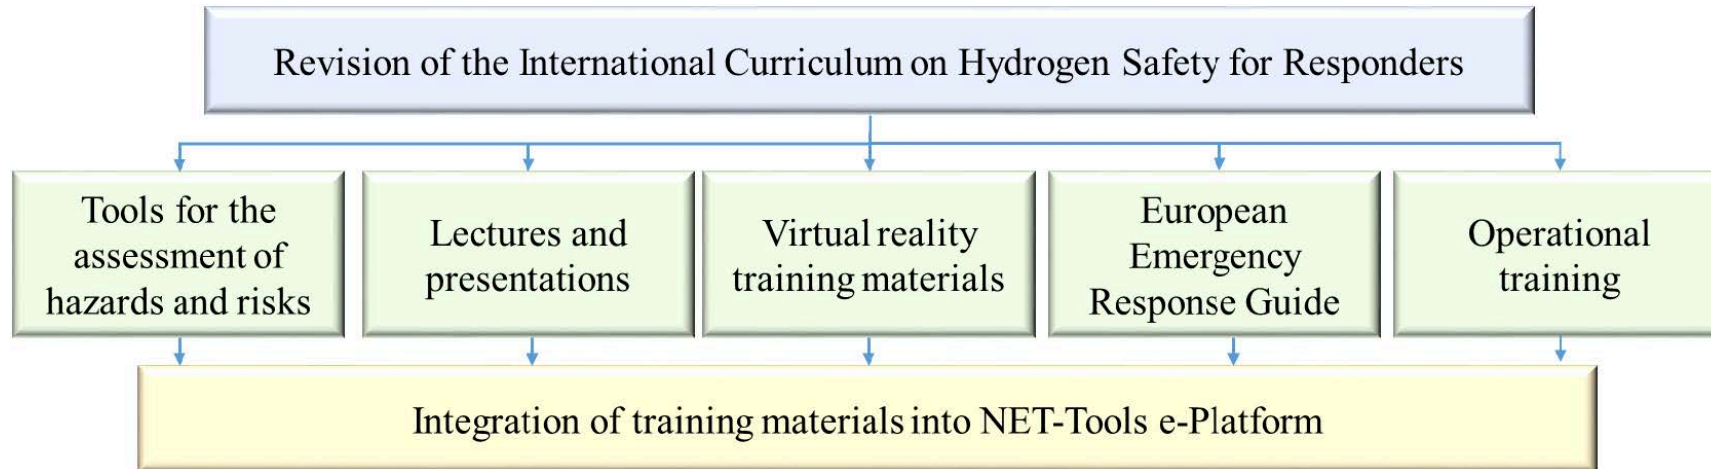 Revision of the International Curriculum on Hydrogen Safety for Responders
Tools for the
assessment of
hazards and risks
Lectures and
presentations
Virtual reality
training materials
European
Emergency
Response Guide
Operational
training
Integration of training materials into NET-Tools e-Platform